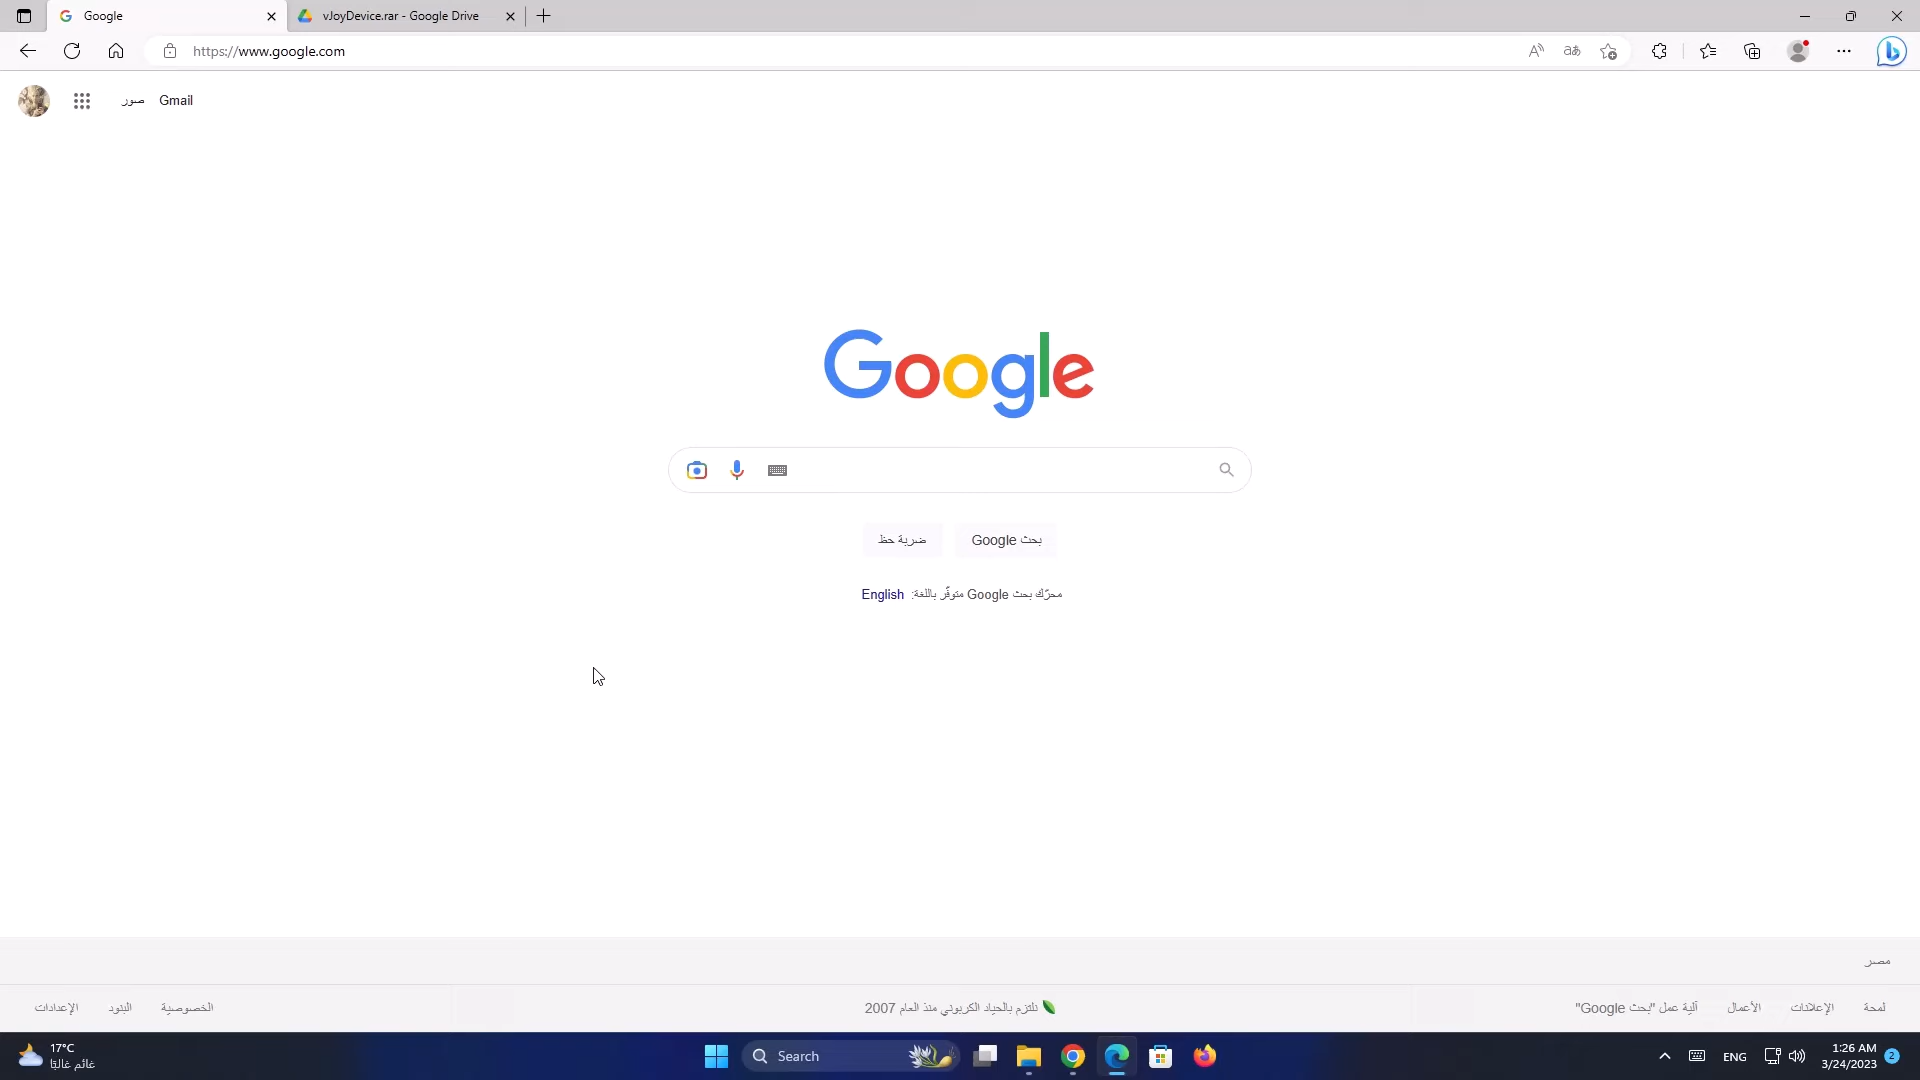 Google
vJoyDevice.rar - Google Drive
https://www.google.com
صور
Gmail
Google
بحث Google
ضربة حظ
محرّك بحث Google متوفّر باللغة: English
مصر
لمحة
الإعلانات
الأعمال
آلية عمل "بحث Google"
نلتزم بالحياد الكربوني منذ العام 2007
الخصوصية
البنود
الإعدادات
17°C
غائم غالبًا
Search
ENG
1:26 AM
3/24/2023
2